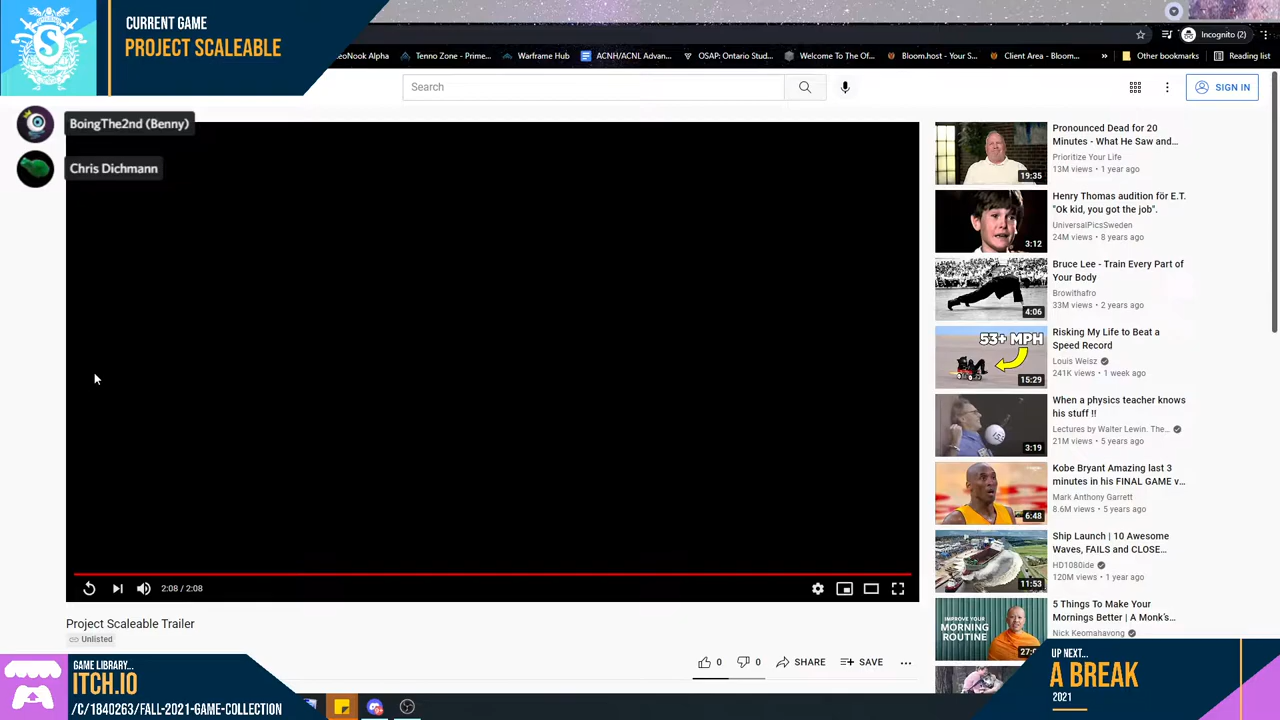 CURRENT GAME
PROJECT SCALEABLE
S
Incognito (2)
NeoNook Alpha
Tenno Zone - Prime...
Warframe Hub
ACNH/ACNL Advan...
OSAP: Ontario Stud...
Welcome To The Of...
Bloom.host - Your S...
Client Area - Bloom...
»
Other bookmarks
Reading list
Search
SIGN IN
BoingThe2nd (Benny)
Chris Dichmann
Pronounced Dead for 20
Minutes - What He Saw and...
Prioritize Your Life
13M views • 1 year ago
19:35
Henry Thomas audition för E.T.
"Ok kid, you got the job".
UniversalPicsSweden
24M views • 8 years ago
3:12
Bruce Lee - Train Every Part of
Your Body
Browithafro
33M views • 2 years ago
4:06
53+ MPH
Risking My Life to Beat a
Speed Record
Louis Weisz
241K views • 1 week ago
15:29
When a physics teacher knows
his stuff !!
Lectures by Walter Lewin. The...
21M views • 5 years ago
3:19
Kobe Bryant Amazing last 3
minutes in his FINAL GAME v...
Mark Anthony Garrett
8.6M views • 5 years ago
6:48
Ship Launch | 10 Awesome
Waves, FAILS and CLOSE...
HD1080ide
120M views • 1 year ago
11:53
IMPROVE YOUR
MORNING
ROUTINE
5 Things To Make Your
Mornings Better | A Monk's...
Nick Keomahavong
2:08 / 2:08
Project Scaleable Trailer
Unlisted
0
0
SHARE
SAVE
GAME LIBRARY...
ITCH.IO
/C/1840263/FALL-2021-GAME-COLLECTION
UP NEXT...
A BREAK
2021